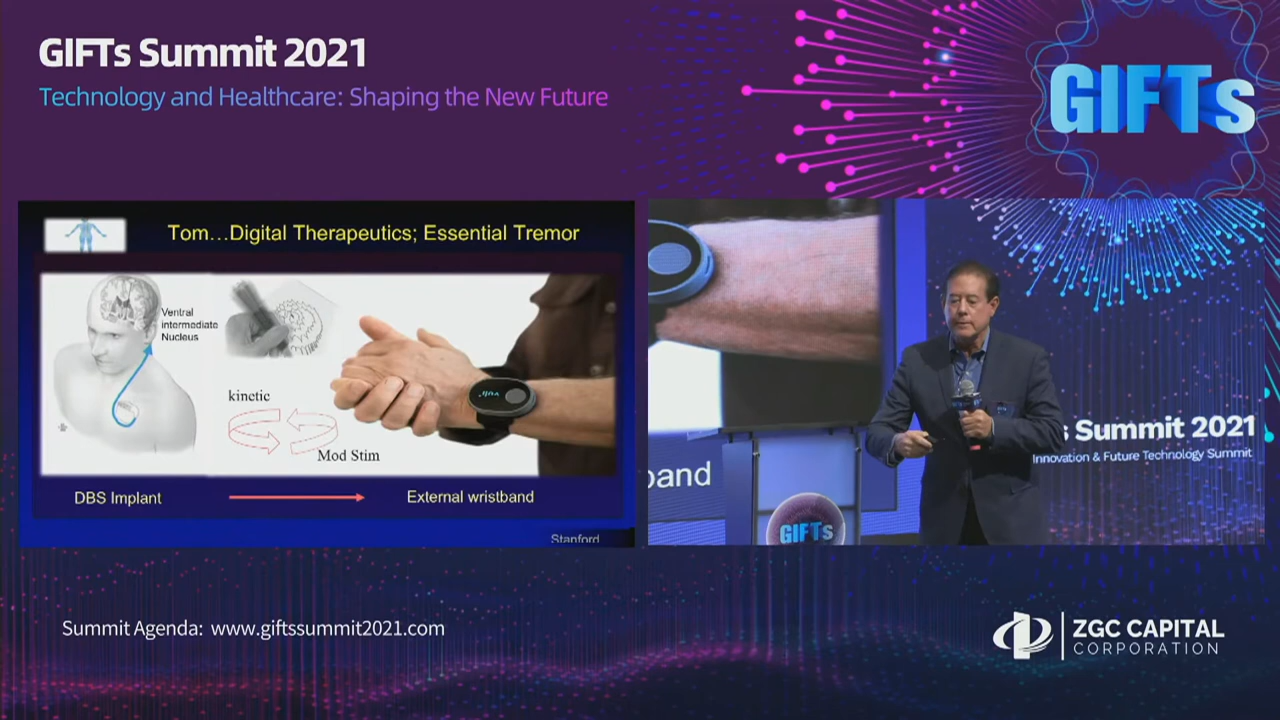 GIFTs Summit 2021
Technology and Healthcare: Shaping the New Future
GIFTs
Tom…Digital Therapeutics; Essential Tremor
Ventral
intermediate
Nucleus
kinetic
Mod Stim
DBS Implant
External wristband
Stanford
band
GIFTs
s Summit 2021
Innovation & Future Technology Summit
Summit Agenda: www.giftssummit2021.com
ZGC CAPITAL
CORPORATION